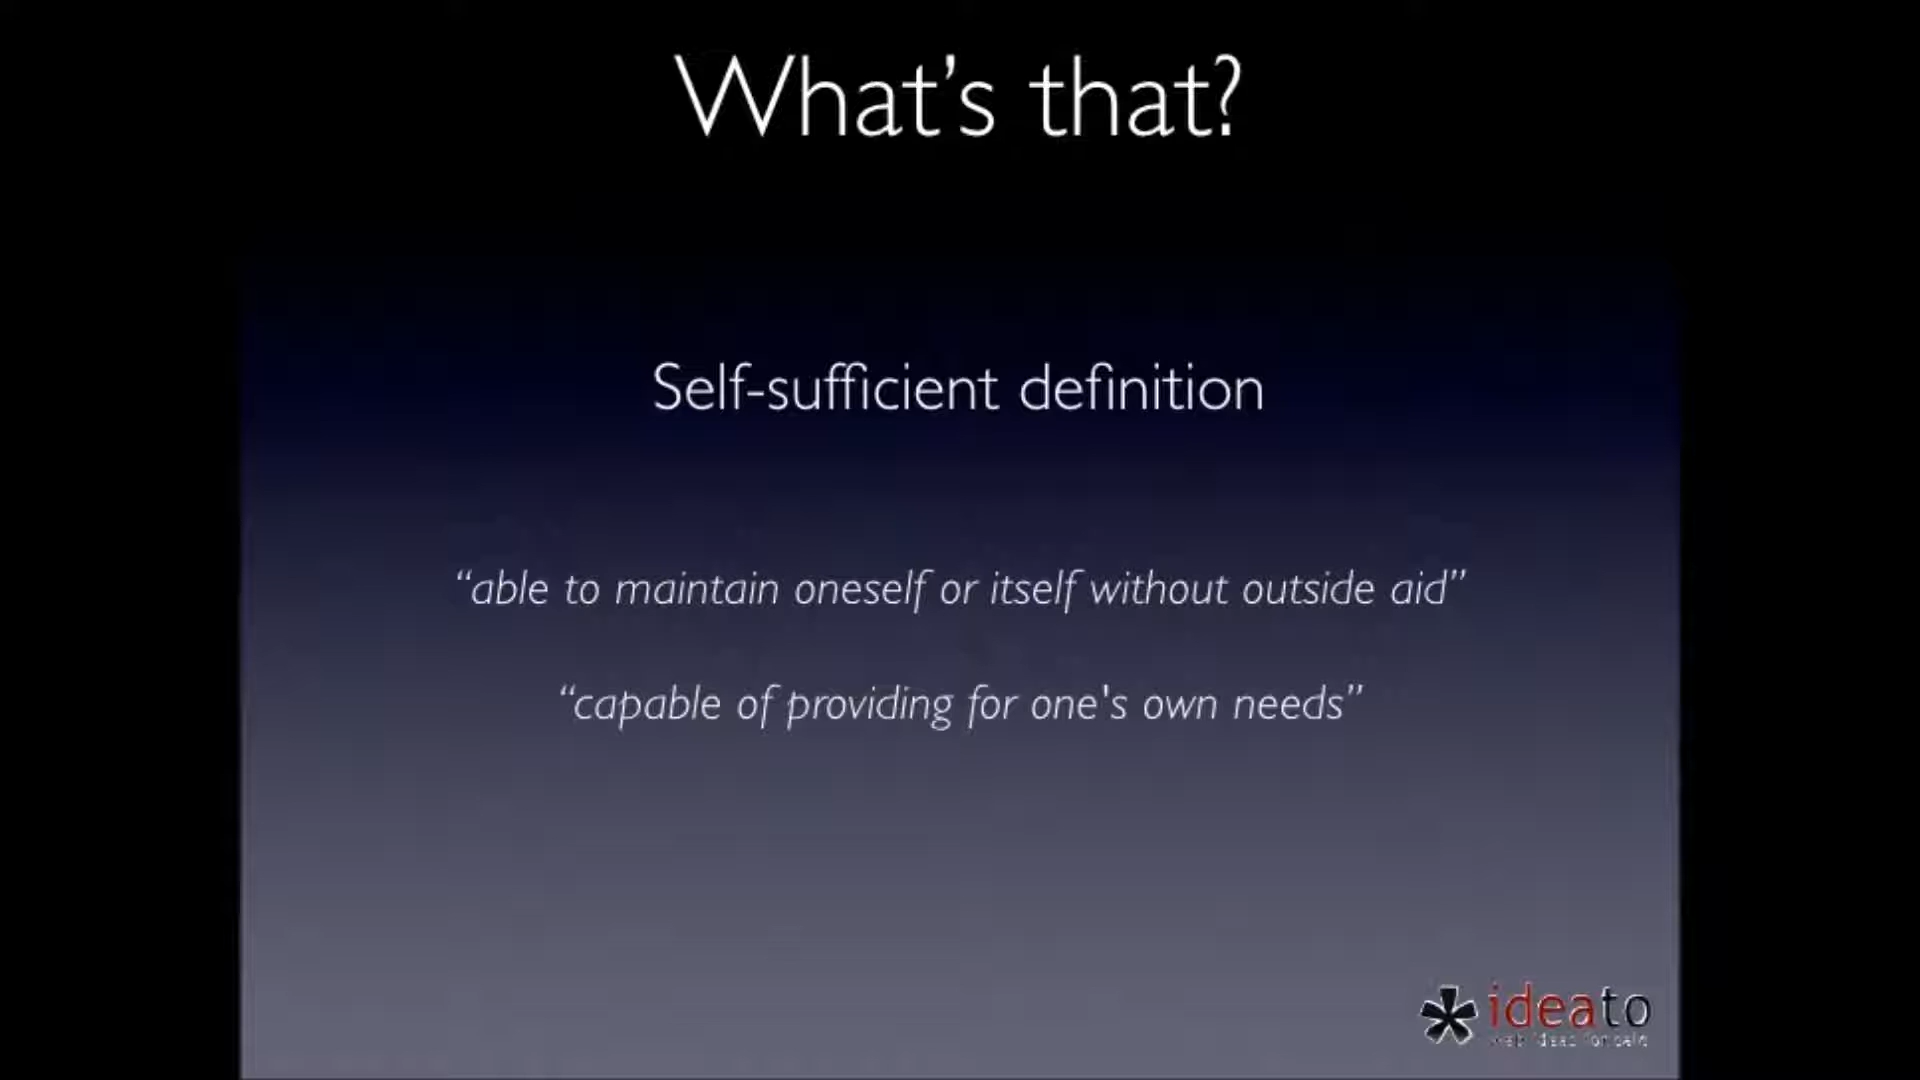 What’s that?
Self-sufficient definition
“able to maintain oneself or itself without outside aid”
“capable of providing for one's own needs”
ideato